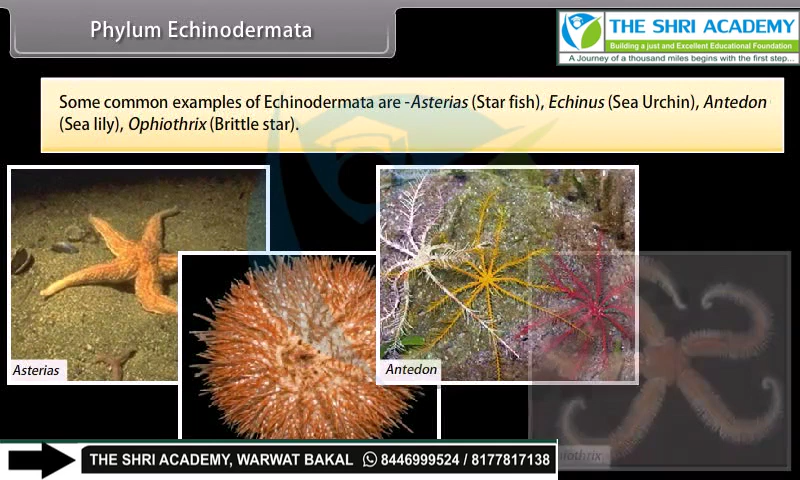 Phylum Echinodermata
THE SHRI ACADEMY
Building a just and Excellent Educational Foundation
A Journey of a thousand miles begins with the first step...
Some common examples of Echinodermata are -Asterias (Star fish), Echinus (Sea Urchin), Antedon
(Sea lily), Ophiothrix (Brittle star).
Asterias
Antedon
THE SHRI ACADEMY, WARWAT BAKAL 8446999524 / 8177817138